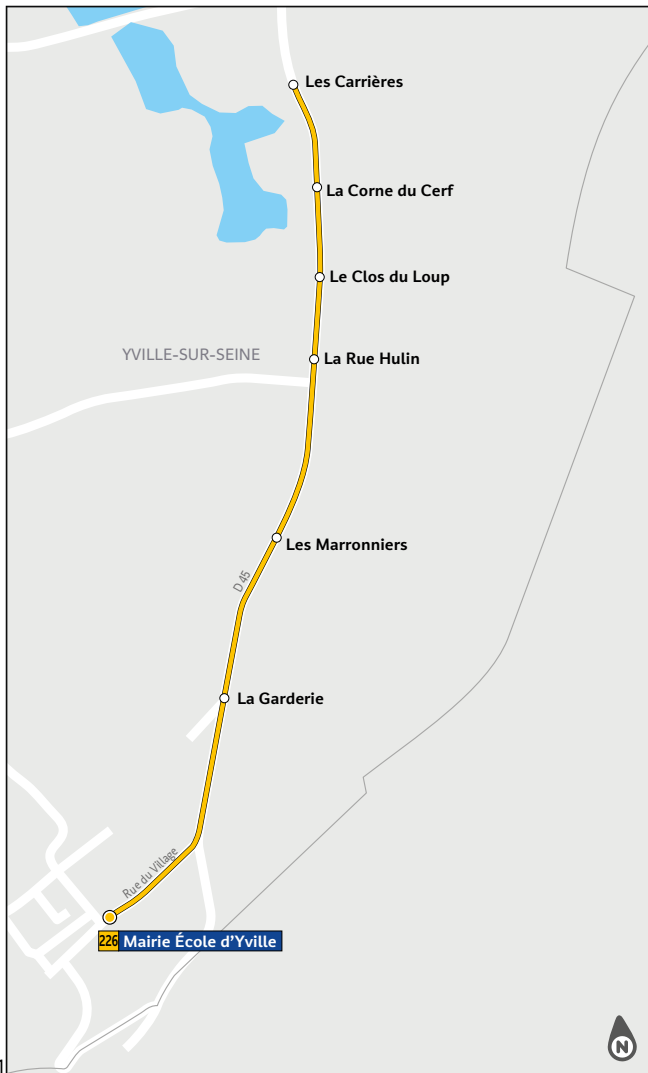 Les Carrières
La Corne du Cerf
Le Clos du Loup
YVILLE-SUR-SEINE
La Rue Hulin
Les Marronniers
D 45
La Garderie
Rue du Village
226 Mairie École d'Yville
N